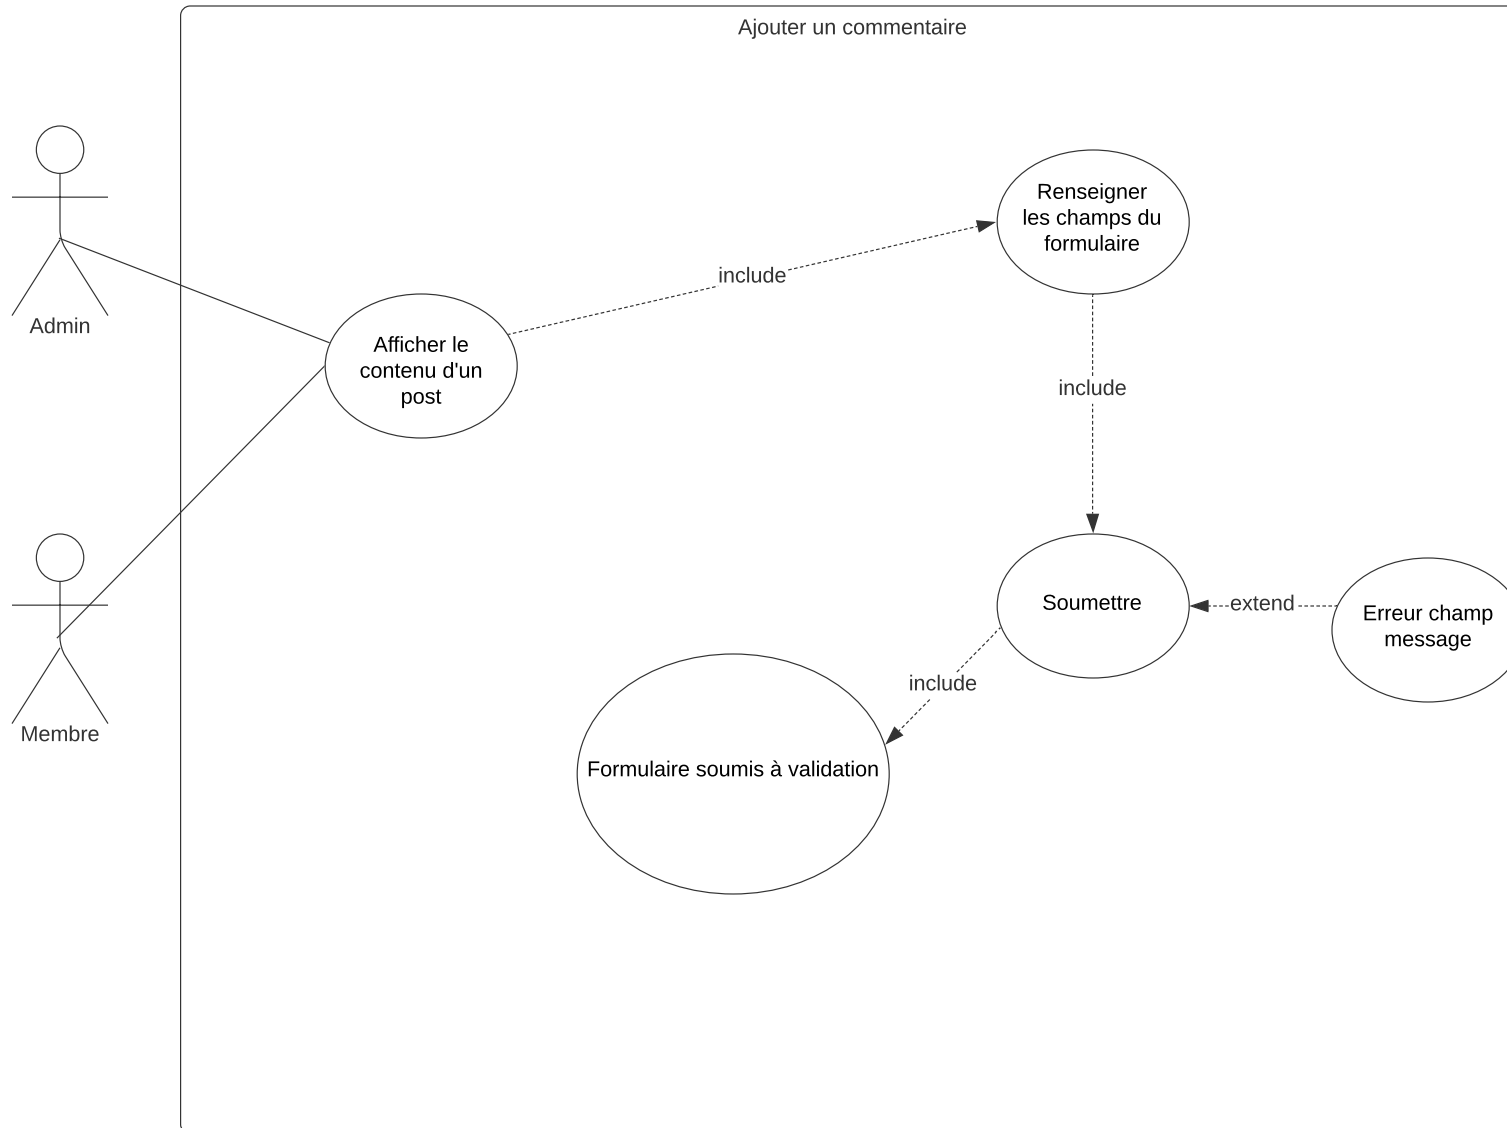 Ajouter un commentaire
Admin
Afficher le
contenu d'un
post
include
Renseigner
les champs du
formulaire
include
Soumettre
extend
Erreur champ
message
include
Formulaire soumis à validation
Membre